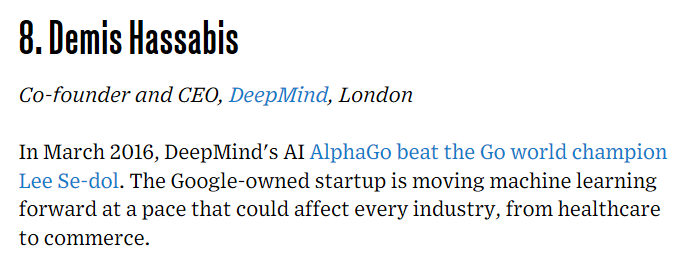 8. Demis Hassabis
Co-founder and CEO, DeepMind, London
In March 2016, DeepMind's AI AlphaGo beat the Go world champion
Lee Se-dol. The Google-owned startup is moving machine learning
forward at a pace that could affect every industry, from healthcare
to commerce.